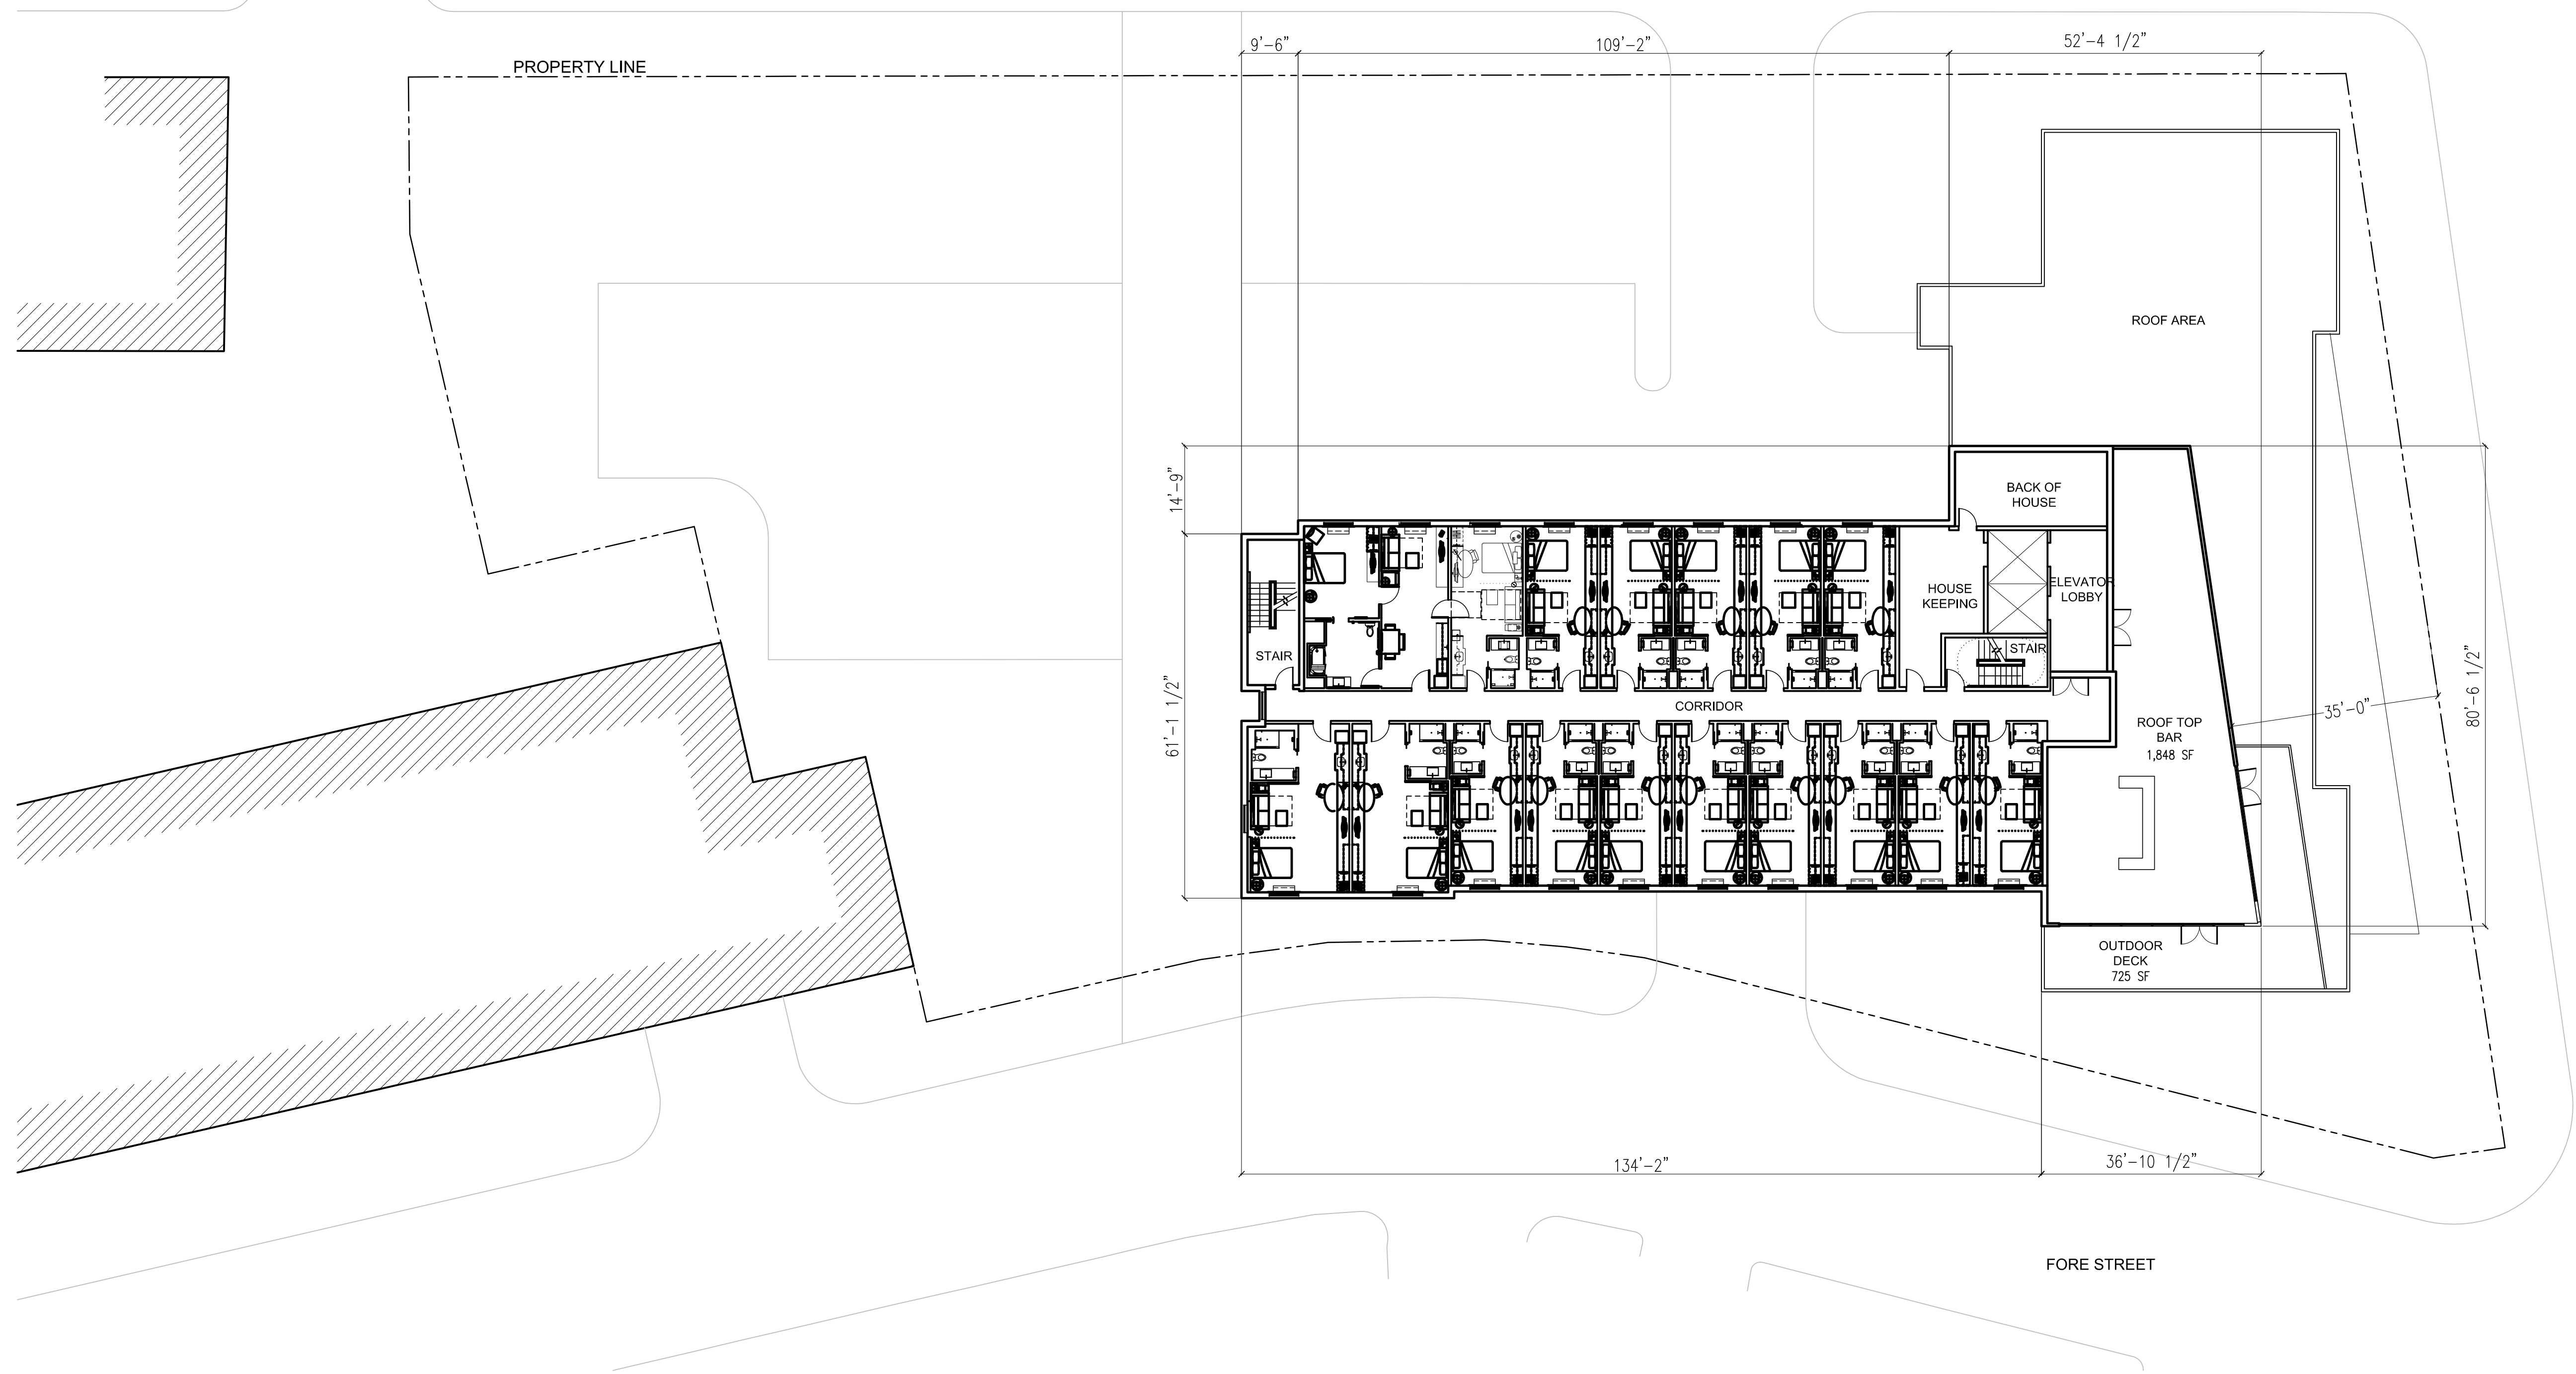 9'-6"
109'-2"
52'-4 1/2"
PROPERTY LINE
ROOF AREA
14'-9"
BACK OF
HOUSE
HOUSE
KEEPING
ELEVATOR
LOBBY
STAIR
STAIR
CORRIDOR
61'-1 1/2"
80'-6 1/2"
35'-0"
ROOF TOP
BAR
1,848 SF
OUTDOOR
DECK
725 SF
134'-2"
36'-10 1/2"
FORE STREET